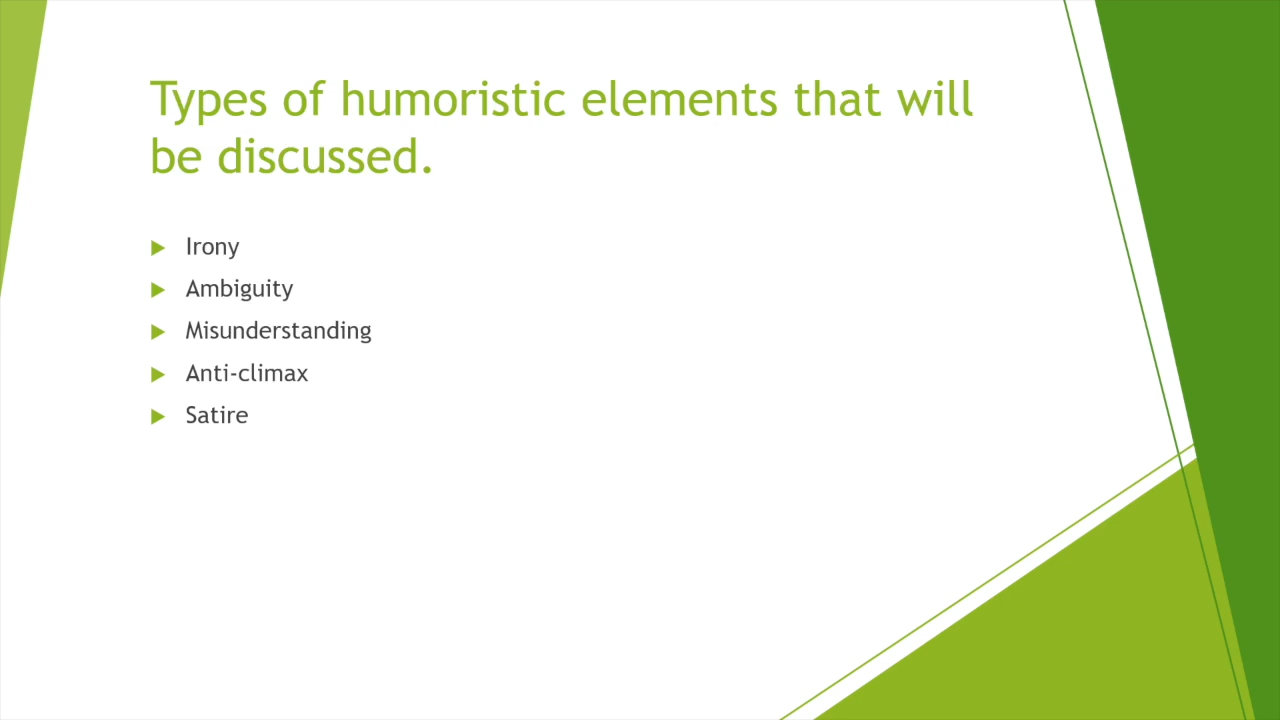 Types of humoristic elements that will
be discussed.
Irony
Ambiguity
Misunderstanding
Anti-climax
Satire